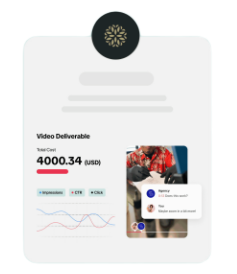 Video Deliverable
Total Cost
4000.34 (USD)
Impressions
CTR
Click
Agency
You